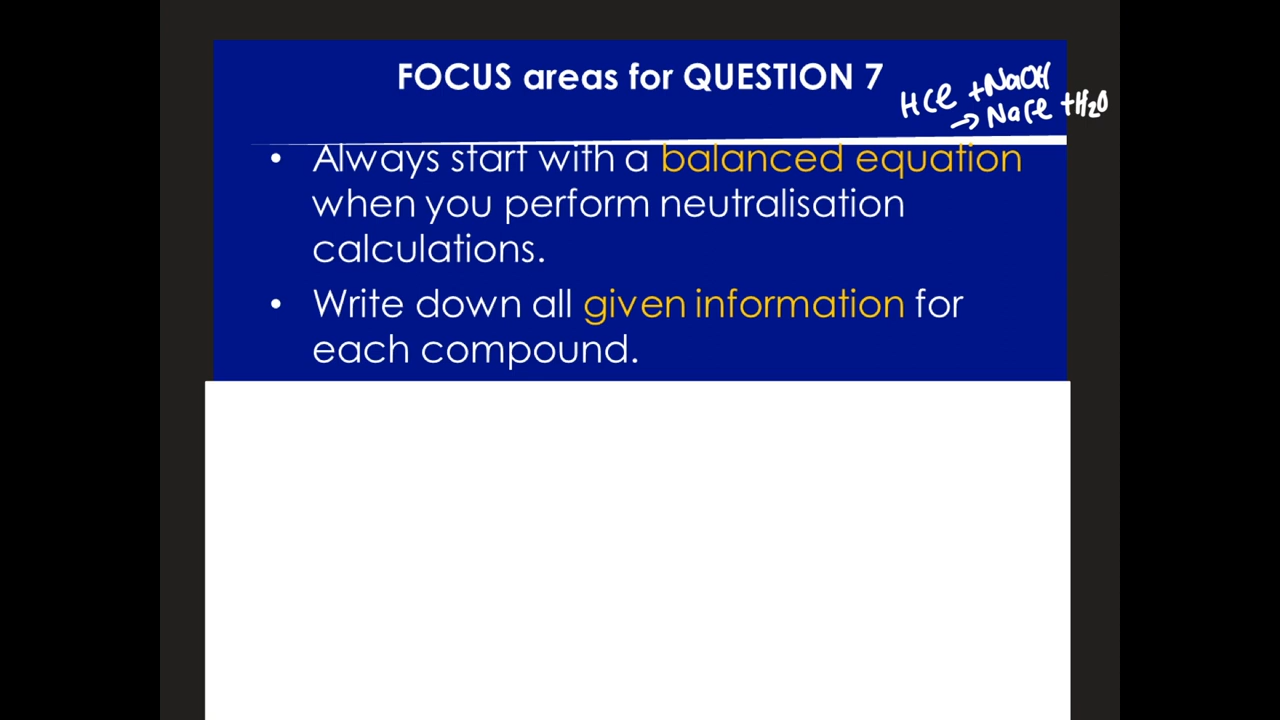 FOCUS areas for QUESTION 7
HCl + NaOH
→ NaCl + H₂O
• Always start with a balanced equation
when you perform neutralisation
calculations.
• Write down all given information for
each compound.